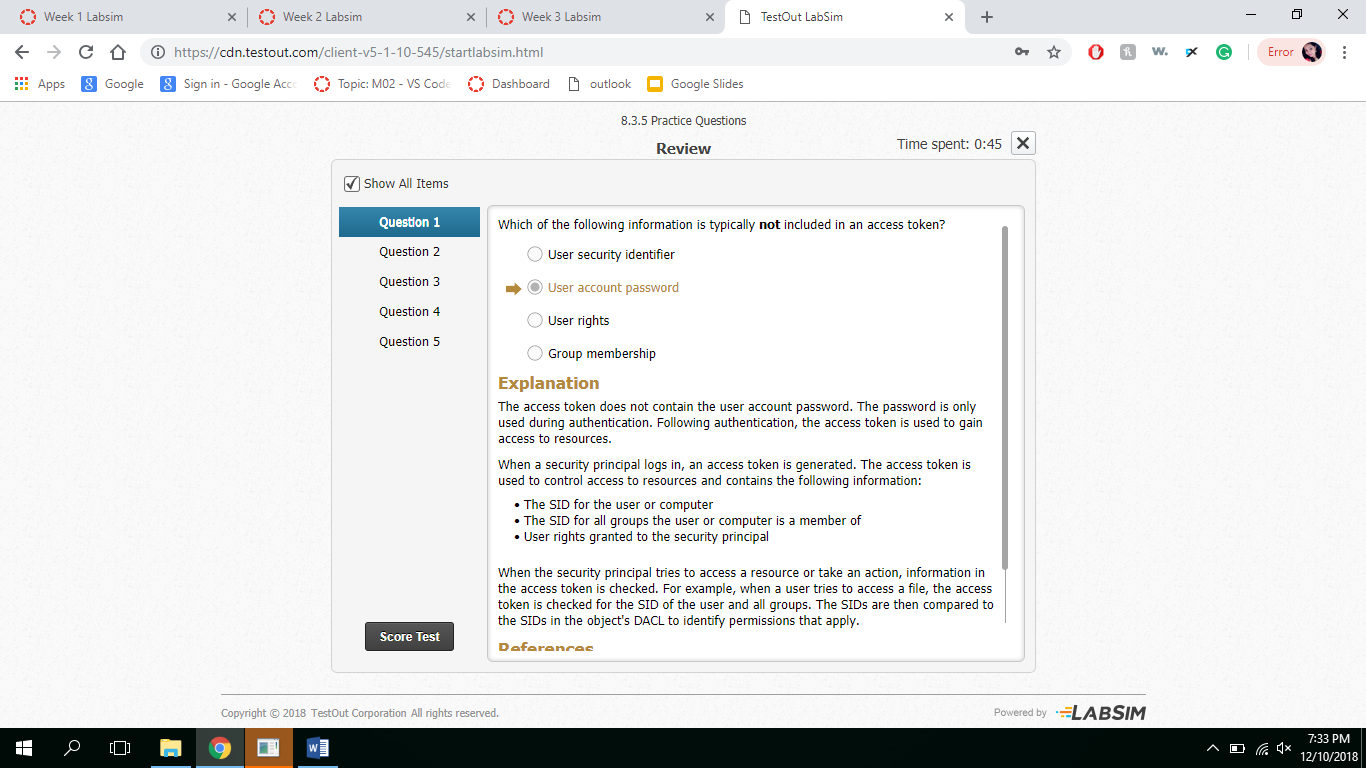 Week 1 Labsim
Week 2 Labsim
Week 3 Labsim
TestOut LabSim
https://cdn.testout.com/client-v5-1-10-545/startlabsim.html
Error
Apps
Google
Sign in - Google Acco
Topic: M02 - VS Code
Dashboard
outlook
Google Slides
8.3.5 Practice Questions
Review
Time spent: 0:45
Show All Items
Question 1
Question 2
Question 3
Question 4
Question 5
Score Test
Which of the following information is typically not included in an access token?
User security identifier
User account password
User rights
Group membership
Explanation
The access token does not contain the user account password. The password is only
used during authentication. Following authentication, the access token is used to gain
access to resources.
When a security principal logs in, an access token is generated. The access token is
used to control access to resources and contains the following information:
• The SID for the user or computer
• The SID for all groups the user or computer is a member of
• User rights granted to the security principal
When the security principal tries to access a resource or take an action, information in
the access token is checked. For example, when a user tries to access a file, the access
token is checked for the SID of the user and all groups. The SIDs are then compared to
the SIDs in the object's DACL to identify permissions that apply.
References
Copyright © 2018 TestOut Corporation All rights reserved.
Powered by LABSIM
7:33 PM
12/10/2018